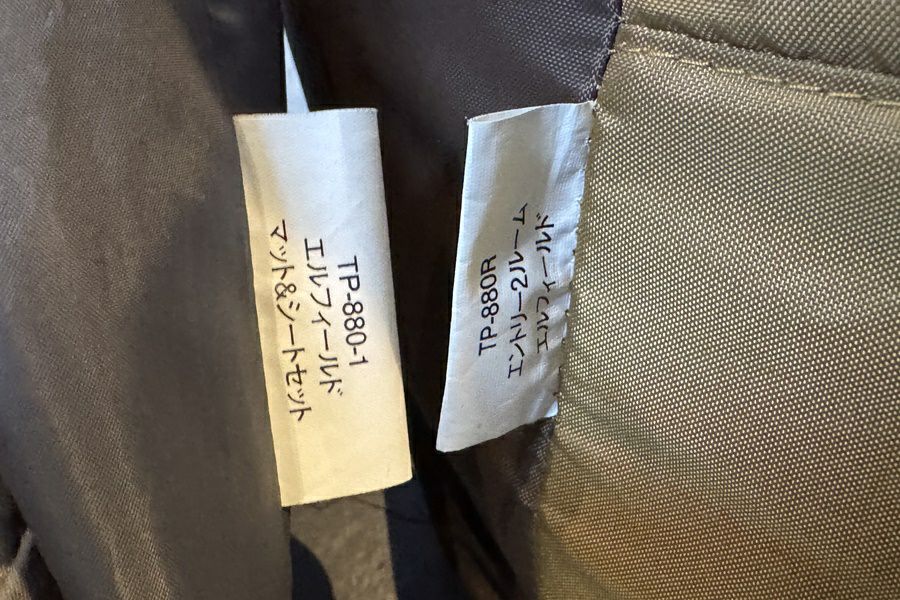 TP-880-1
エルフィールド
マット&シートセット
TP-880R
エントリー2ルーム
エルフィールド